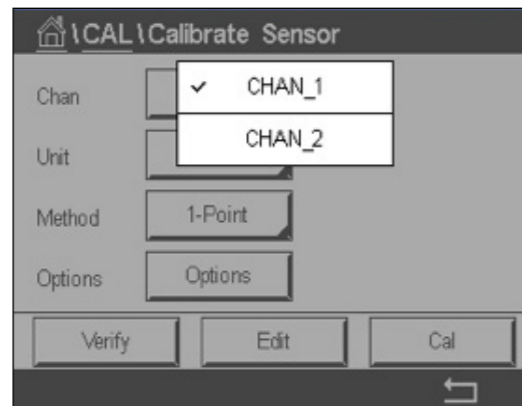 \CAL\Calibrate Sensor
Chan
CHAN_1
CHAN_2
Unit
Method
1-Point
Options
Options
Verify
Edit
Cal